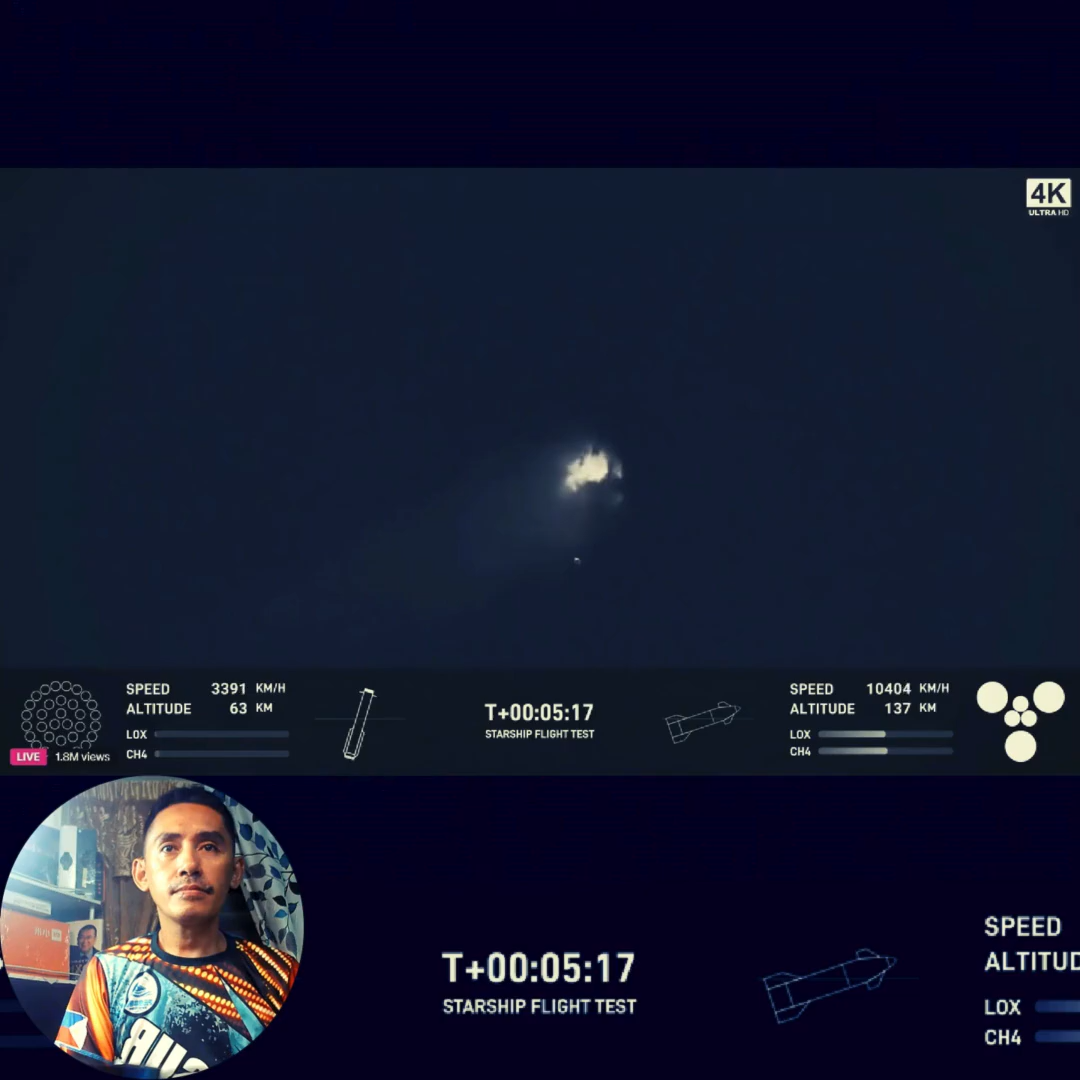 4K
ULTRA HD
SPEED 3391 KM/H
ALTITUDE 63 KM
LOX
CH4
LIVE 1.8M views
T+00:05:17
STARSHIP FLIGHT TEST
SPEED 10404 KM/H
ALTITUDE 137 KM
LOX
CH4
T+00:05:17
STARSHIP FLIGHT TEST
SPEED
ALTITUD
LOX
CH4